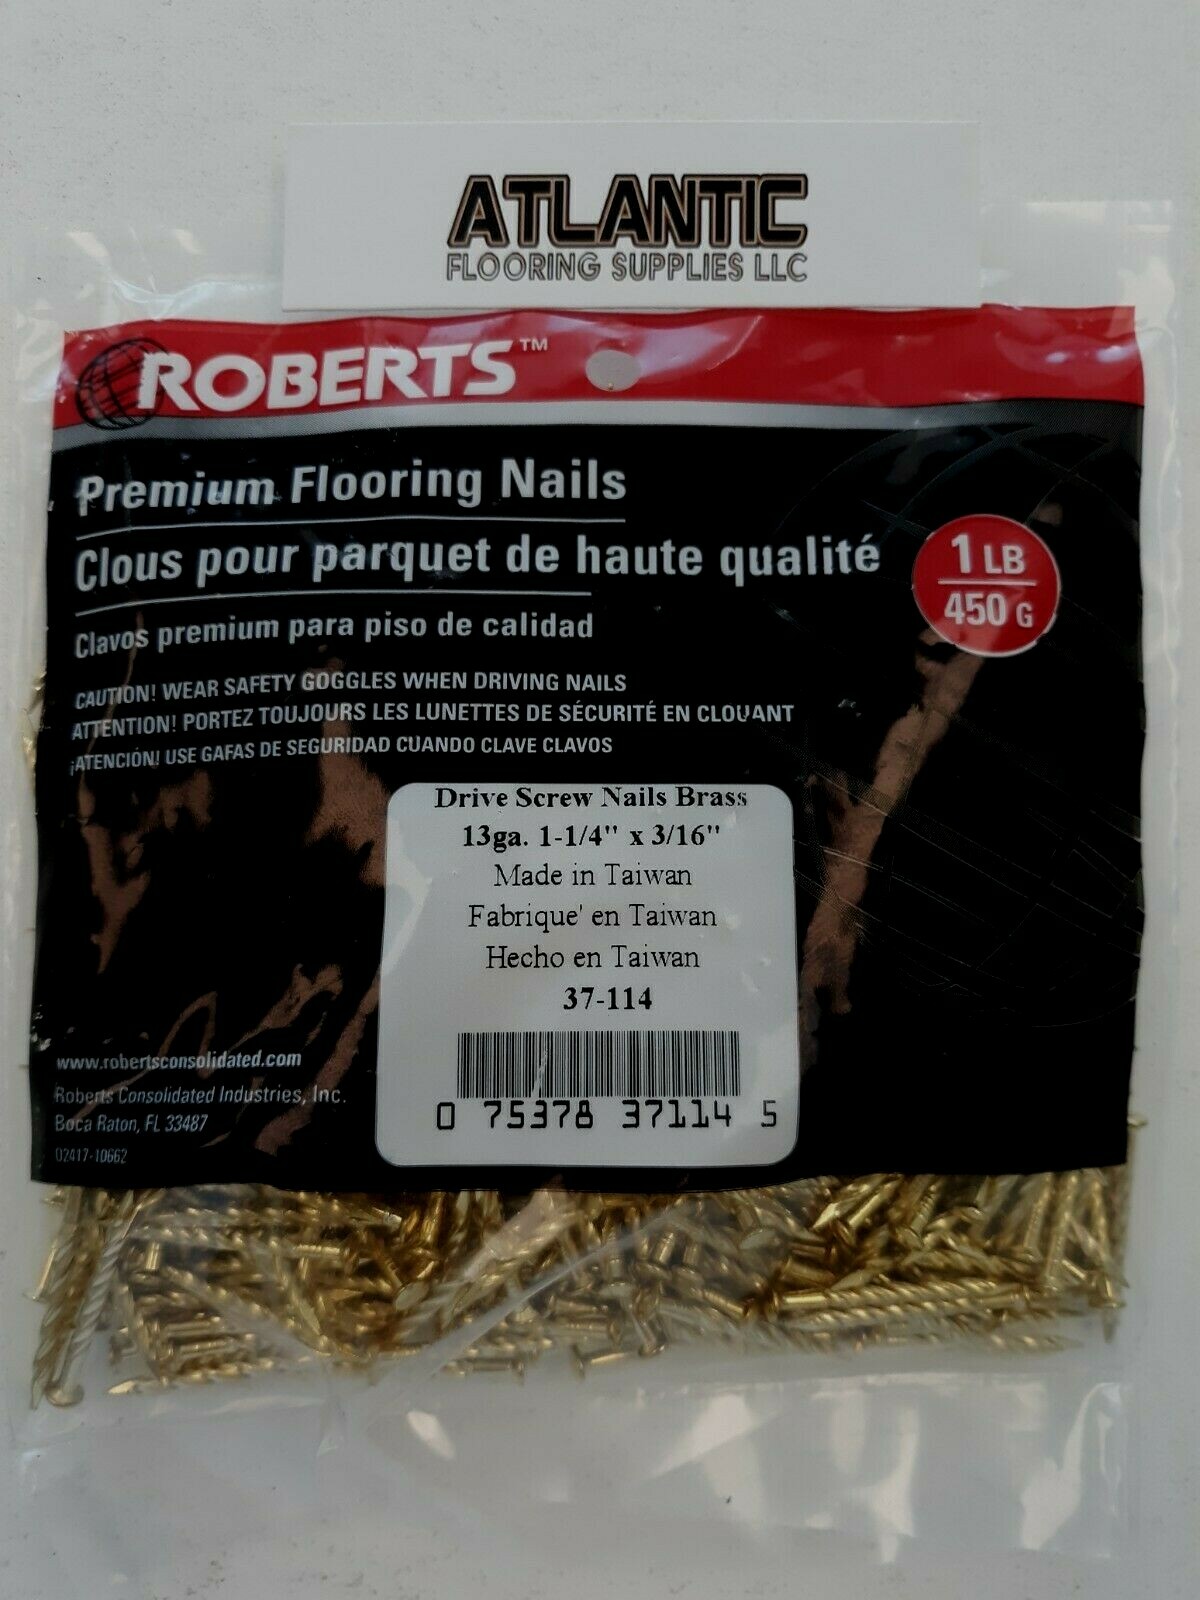 ATLANTIC
FLOORING SUPPLIES LLC
ROBERTS™
Premium Flooring Nails
Clous pour parquet de haute qualité
Clavos premium para piso de calidad
1 LB
450 G
CAUTION! WEAR SAFETY GOGGLES WHEN DRIVING NAILS
ATTENTION! PORTEZ TOUJOURS LES LUNETTES DE SÉCURITÉ EN CLOUANT
¡ATENCIÓN! USE GAFAS DE SEGURIDAD CUANDO CLAVE CLAVOS
Drive Screw Nails Brass
13ga. 1-1/4" x 3/16"
Made in Taiwan
Fabrique' en Taiwan
Hecho en Taiwan
37-114
0 75378 37114 5
www.robertsconsolidated.com
Roberts Consolidated Industries, Inc.
Boca Raton, FL 33487
02417-10662